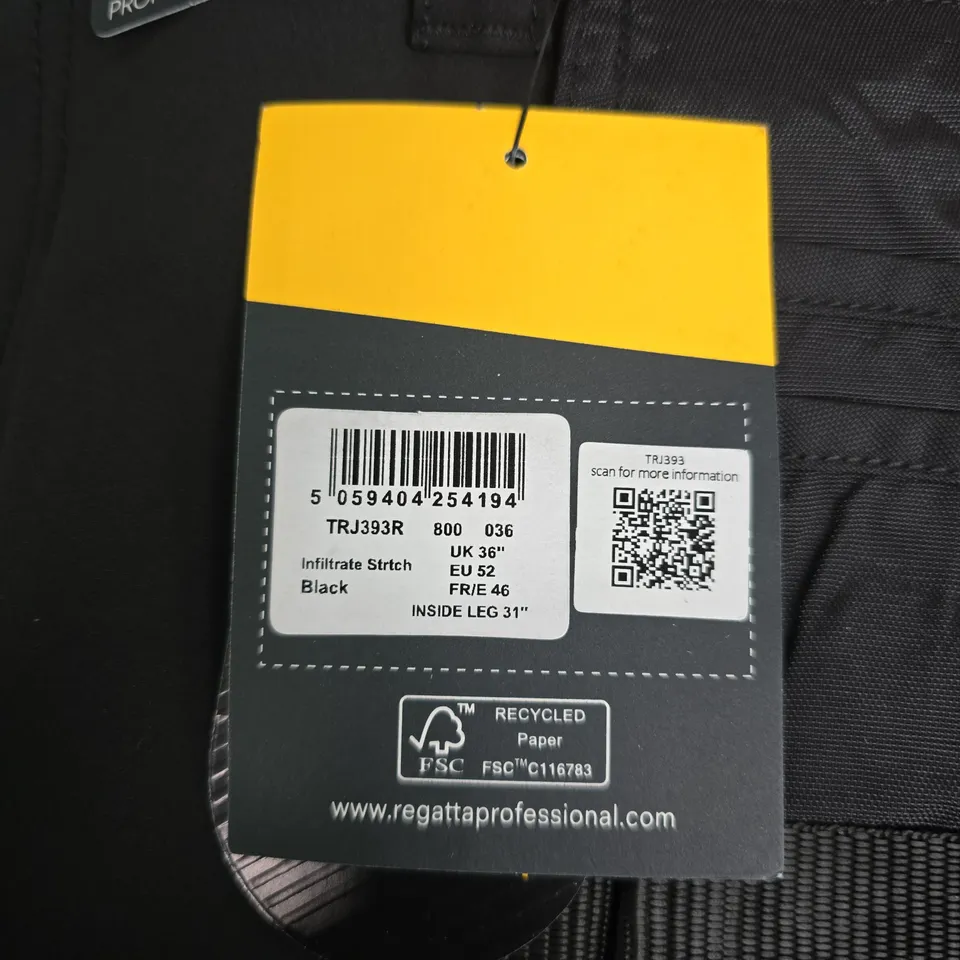 5 059404 254194
TRJ393R 800 036
UK 36"
Infiltrate Strtch EU 52
Black FR/E 46
INSIDE LEG 31"
TRJ393
scan for more information
TM RECYCLED
Paper
FSC FSC™C116783
www.regattaprofessional.com